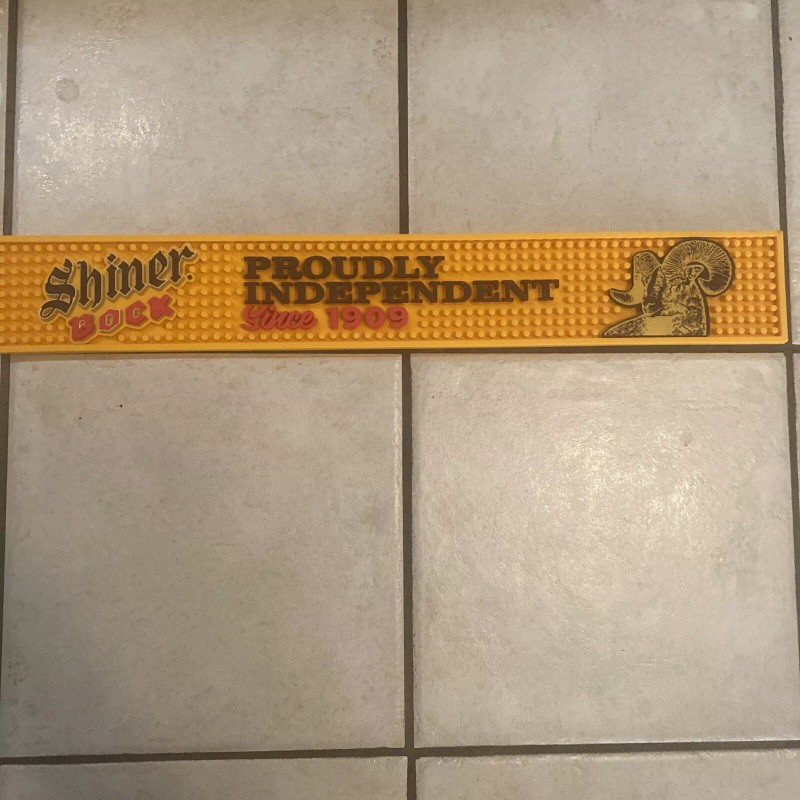 Shiner
BOCK
PROUDLY
INDEPENDENT
Since 1909